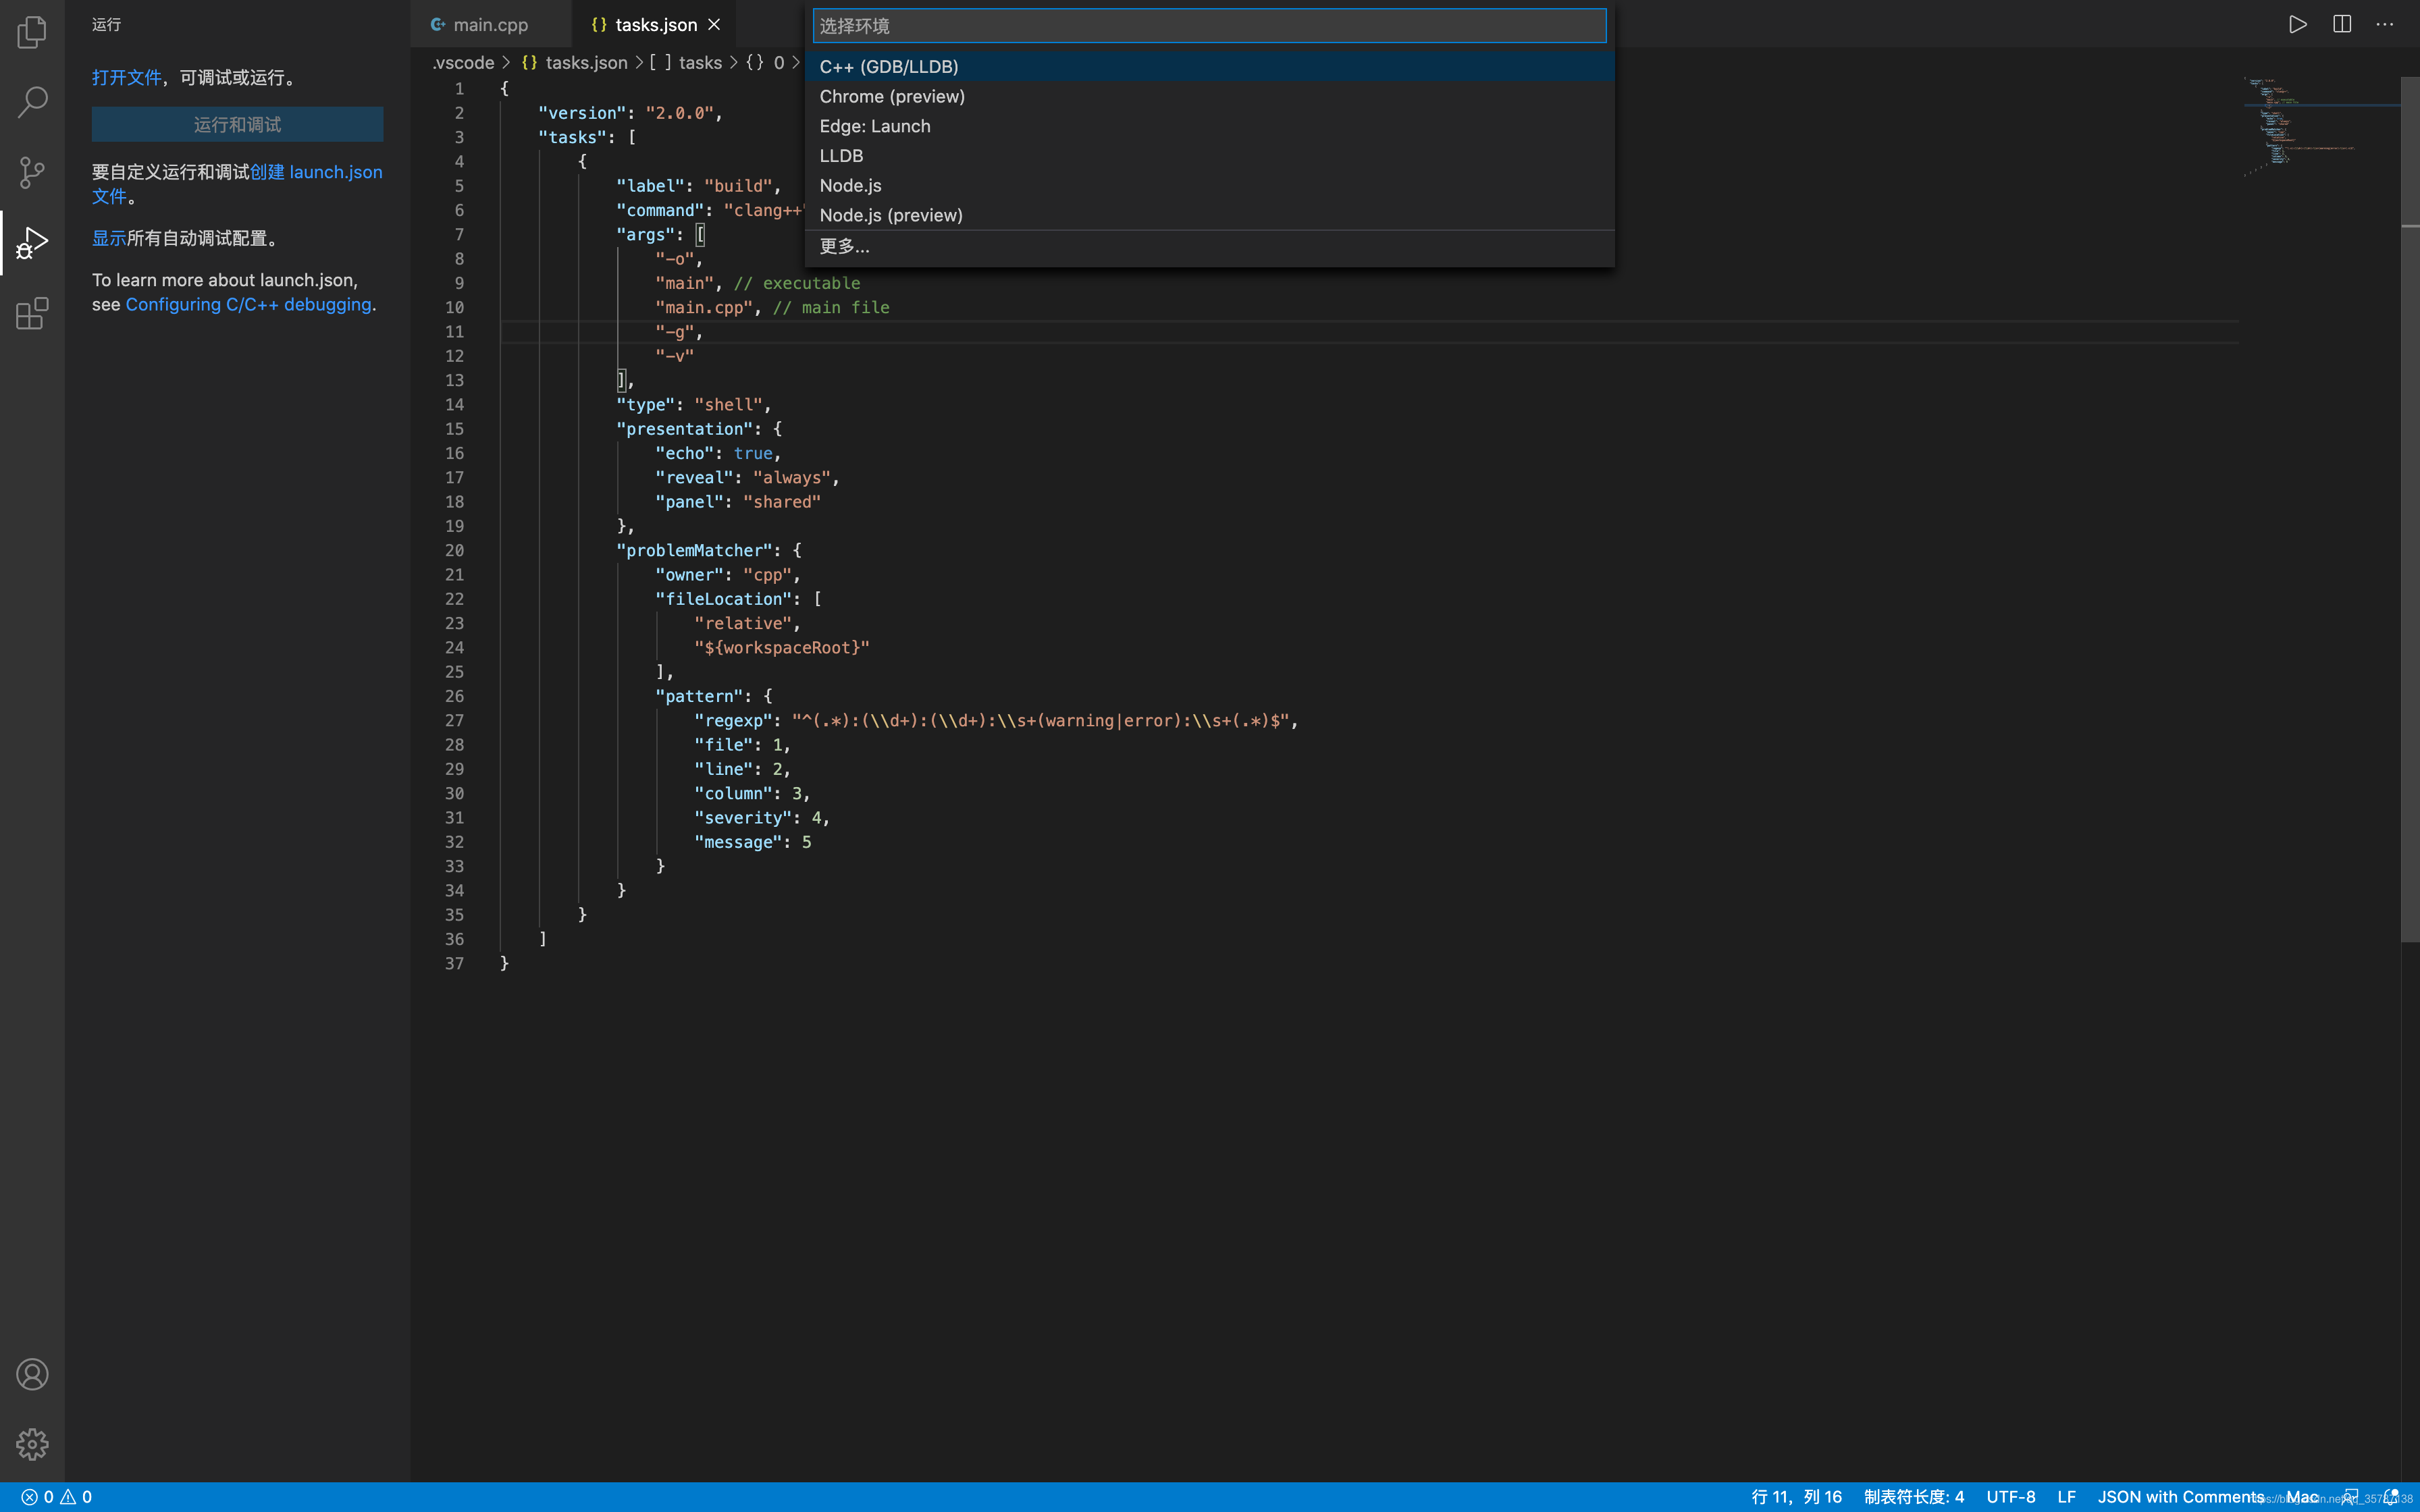 运行
打开文件，可调试或运行。
运行和调试
要自定义运行和调试创建 launch.json
文件。
显示所有自动调试配置。
To learn more about launch.json,
see Configuring C/C++ debugging.
main.cpp
{} tasks.json ×
选择环境
C++ (GDB/LLDB)
Chrome (preview)
Edge: Launch
LLDB
Node.js
Node.js (preview)
更多...
.vscode > {} tasks.json > [ ] tasks > {} 0 >
1 {
2 "version": "2.0.0",
3 "tasks": [
4 {
5 "label": "build",
6 "command": "clang++"
7 "args": [
8 "-o",
9 "main", // executable
10 "main.cpp", // main file
11 "-g",
12 "-v"
13 ],
14 "type": "shell",
15 "presentation": {
16 "echo": true,
17 "reveal": "always",
18 "panel": "shared"
19 },
20 "problemMatcher": {
21 "owner": "cpp",
22 "fileLocation": [
23 "relative",
24 "${workspaceRoot}"
25 ],
26 "pattern": {
27 "regexp": "^(.*):(\\d+):(\\d+):\\s+(warning|error):\\s+(.*)$",
28 "file": 1,
29 "line": 2,
30 "column": 3,
31 "severity": 4,
32 "message": 5
33 }
34 }
35 }
36 ]
37 }
0 0
行 11，列 16 制表符长度: 4 UTF-8 LF JSON with Comments Mac